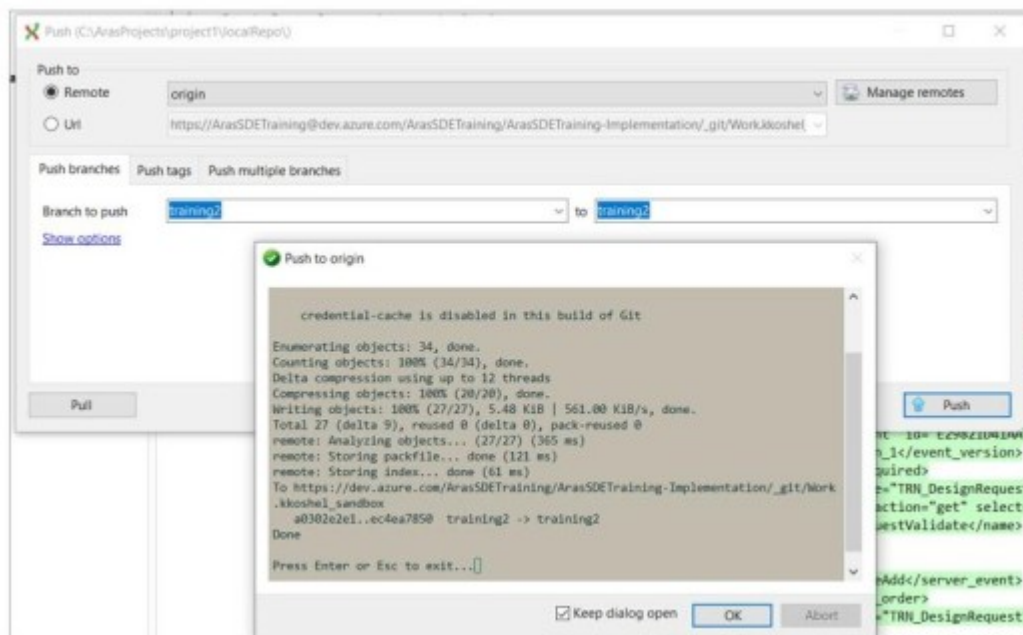 Push (C:\ArasProjects\project1\localRepo\)
Push to
Remote
origin
Manage remotes
Url
https://ArasSDETraining@dev.azure.com/ArasSDETraining/ArasSDETraining-Implementation/_git/Work.kkoshel_
Push branches
Push tags
Push multiple branches
Branch to push
training2
to
training2
Show options
Push to origin
credential-cache is disabled in this build of Git
Enumerating objects: 34, done.
Counting objects: 100% (34/34), done.
Delta compression using up to 12 threads
Compressing objects: 100% (20/20), done.
Writing objects: 100% (27/27), 5.48 KiB | 561.00 KiB/s, done.
Total 27 (delta 9), reused 0 (delta 0), pack-reused 0
remote: Analyzing objects... (27/27) (365 ms)
remote: Storing packfile... done (121 ms)
remote: Storing index... done (61 ms)
To https://dev.azure.com/ArasSDETraining/ArasSDETraining-Implementation/_git/Work
.kkoshel_sandbox
a0302e2e1..ec4ea7850 training2 -> training2
Done
Press Enter or Esc to exit...
Keep dialog open
OK
Abort
Pull
Push
n_1</event_version>
quired>
e="TRN_DesignReques
action="get" select
uestValidate</name>
eAdd</server_event>
_order>
="TRN_DesignRequest